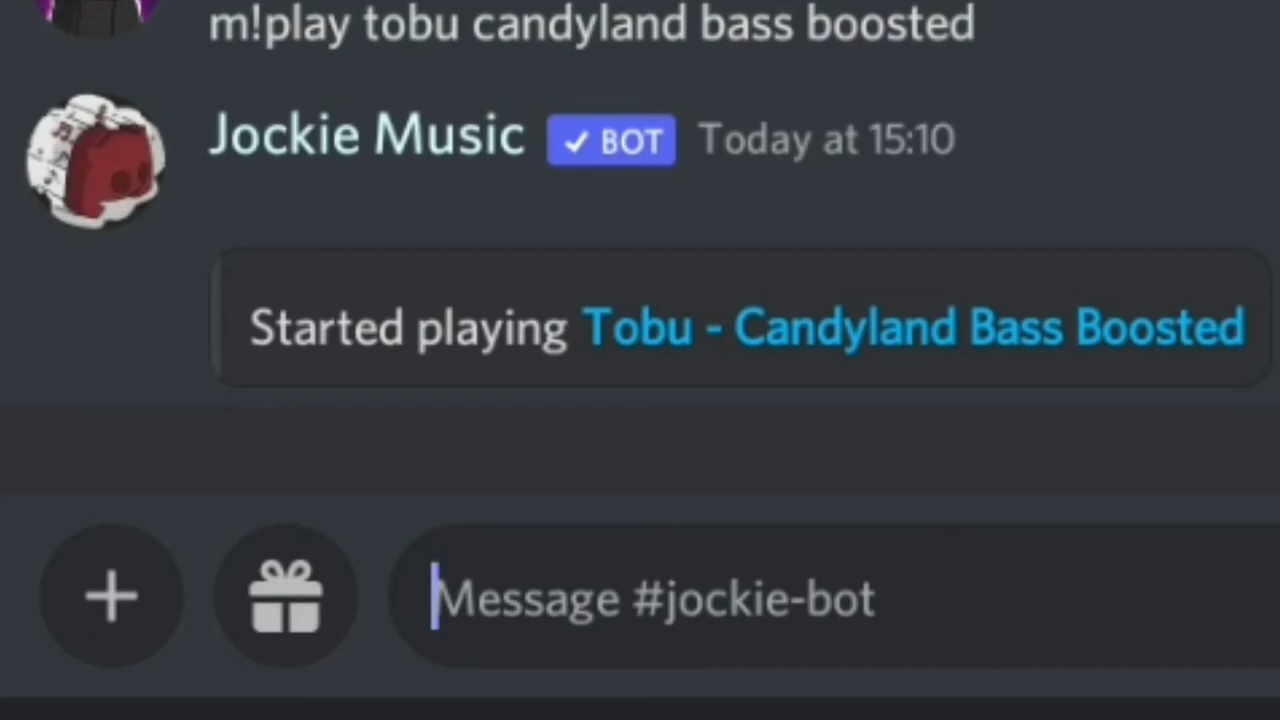 m!play tobu candyland bass boosted
Jockie Music ✓ BOT Today at 15:10
Started playing Tobu - Candyland Bass Boosted
Message #jockie-bot